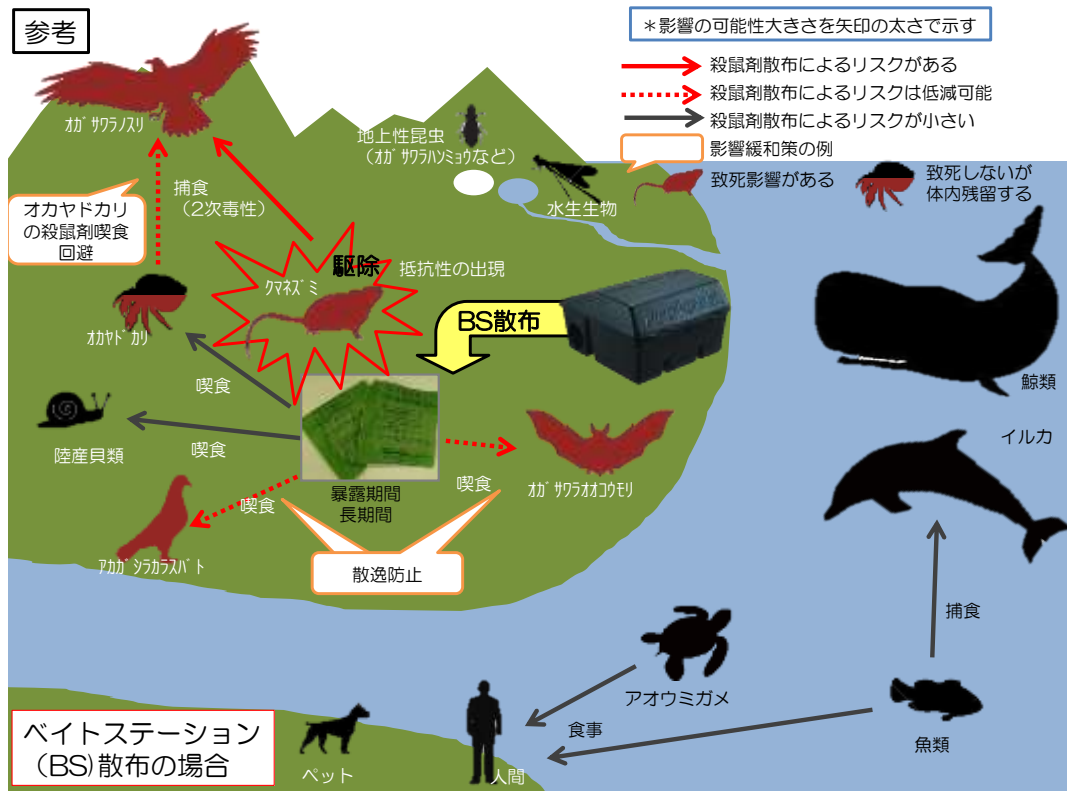 参考
＊影響の可能性大きさを矢印の太さで示す
殺鼠剤散布によるリスクがある
殺鼠剤散布によるリスクは低減可能
殺鼠剤散布によるリスクが小さい
影響緩和策の例
致死影響がある
致死しないが
体内残留する
ｵｶﾞｻﾜﾗﾉｽﾘ
地上性昆虫
（ｵｶﾞｻﾜﾗﾊﾝﾐｮｳなど）
水生生物
捕食
（2次毒性）
オカヤドカリ
の殺鼠剤喫食
回避
駆除
抵抗性の出現
ｸﾏﾈｽﾞﾐ
BS散布
ｵｶﾔﾄﾞｶﾘ
喫食
鯨類
陸産貝類
喫食
イルカ
喫食
喫食
暴露期間
長期間
ｵｶﾞｻﾜﾗｵｵｺｳﾓﾘ
ｱｶｶﾞｼﾗｶﾗｽﾊﾞﾄ
散逸防止
捕食
アオウミガメ
食事
魚類
ベイトステーション
（BS)散布の場合
ペット
人間